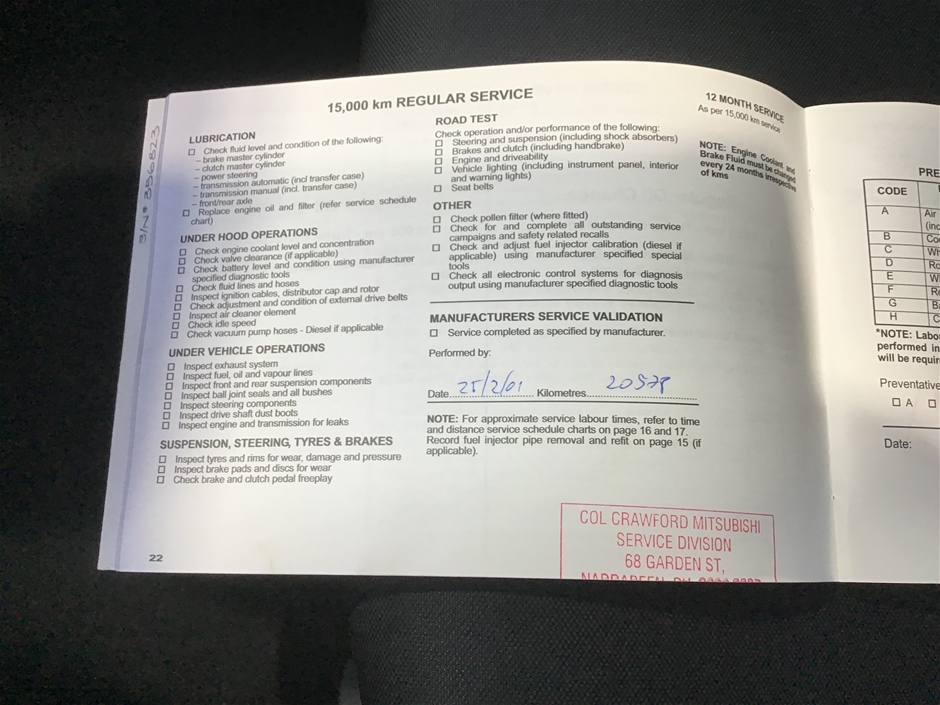 15,000 km REGULAR SERVICE
LUBRICATION
Check fluid level and condition of the following:
– brake master cylinder
– clutch master cylinder
– power steering
– transmission automatic (incl transfer case)
– transmission manual (incl. transfer case)
– front/rear axle
Replace engine oil and filter (refer service schedule
chart)
UNDER HOOD OPERATIONS
Check engine coolant level and concentration
Check valve clearance (if applicable)
Check battery level and condition using manufacturer
specified diagnostic tools
Check fluid lines and hoses
Inspect ignition cables, distributor cap and rotor
Check adjustment and condition of external drive belts
Inspect air cleaner element
Check idle speed
Check vacuum pump hoses - Diesel if applicable
UNDER VEHICLE OPERATIONS
Inspect exhaust system
Inspect fuel, oil and vapour lines
Inspect front and rear suspension components
Inspect ball joint seals and all bushes
Inspect steering components
Inspect drive shaft dust boots
Inspect engine and transmission for leaks
SUSPENSION, STEERING, TYRES & BRAKES
Inspect tyres and rims for wear, damage and pressure
Inspect brake pads and discs for wear
Check brake and clutch pedal freeplay
22
ROAD TEST
Check operation and/or performance of the following:
Steering and suspension (including shock absorbers)
Brakes and clutch (including handbrake)
Engine and driveability
Vehicle lighting (including instrument panel, interior
and warning lights)
Seat belts
OTHER
Check pollen filter (where fitted)
Check for and complete all outstanding service
campaigns and safety related recalls
Check and adjust fuel injector calibration (diesel if
applicable) using manufacturer specified special
tools
Check all electronic control systems for diagnosis
output using manufacturer specified diagnostic tools
MANUFACTURERS SERVICE VALIDATION
Service completed as specified by manufacturer.
Performed by:
Date 25/2/01 Kilometres 20578
NOTE: For approximate service labour times, refer to time
and distance service schedule charts on page 16 and 17.
Record fuel injector pipe removal and refit on page 15 (if
applicable).
COL CRAWFORD MITSUBISHI
SERVICE DIVISION
68 GARDEN ST,
12 MONTH SERVICE
As per 15,000 km service
NOTE: Engine Coolant and
Brake Fluid must be changed
every 24 months irrespective
of kms
PRE
CODE
A Air
(inc
B Co
C Wh
D Ro
E W
F Re
G B
H C
*NOTE: Labo
performed in
will be requir
Preventative
A
Date: